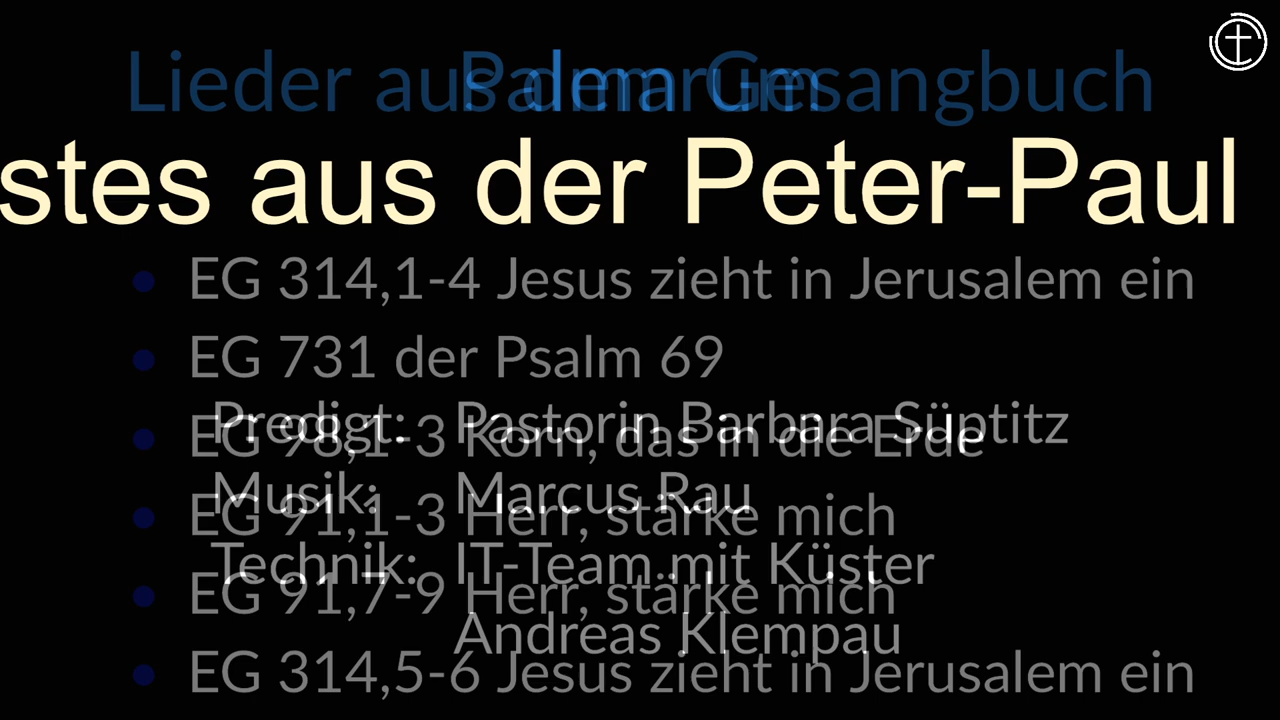 Lieder aus dem Gesangbuch
Palmarum
stes aus der Peter-Paul
EG 314,1-4 Jesus zieht in Jerusalem ein
EG 731 der Psalm 69
EG 98,1-3 Korn, das in die Erde
EG 91,1-3 Herr, stärke mich
EG 91,7-9 Herr, stärke mich
EG 314,5-6 Jesus zieht in Jerusalem ein
Predigt: Pastorin Barbara Süptitz
Musik: Marcus Rau
Technik: IT-Team mit Küster
Andreas Klempau